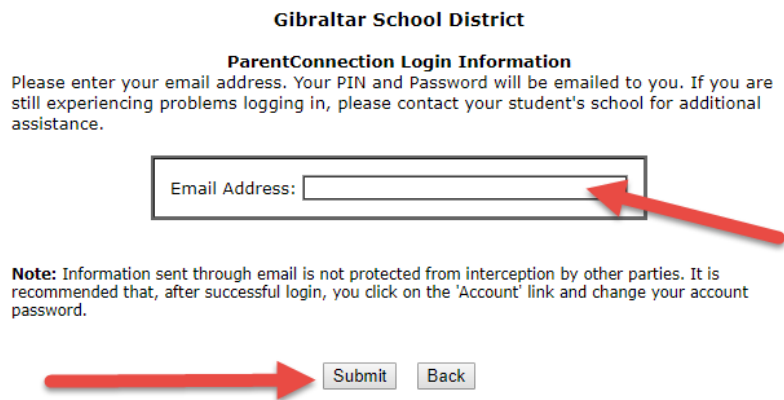 Gibraltar School District
ParentConnection Login Information
Please enter your email address. Your PIN and Password will be emailed to you. If you are
still experiencing problems logging in, please contact your student's school for additional
assistance.
Email Address:
Note: Information sent through email is not protected from interception by other parties. It is
recommended that, after successful login, you click on the 'Account' link and change your account
password.
Submit Back